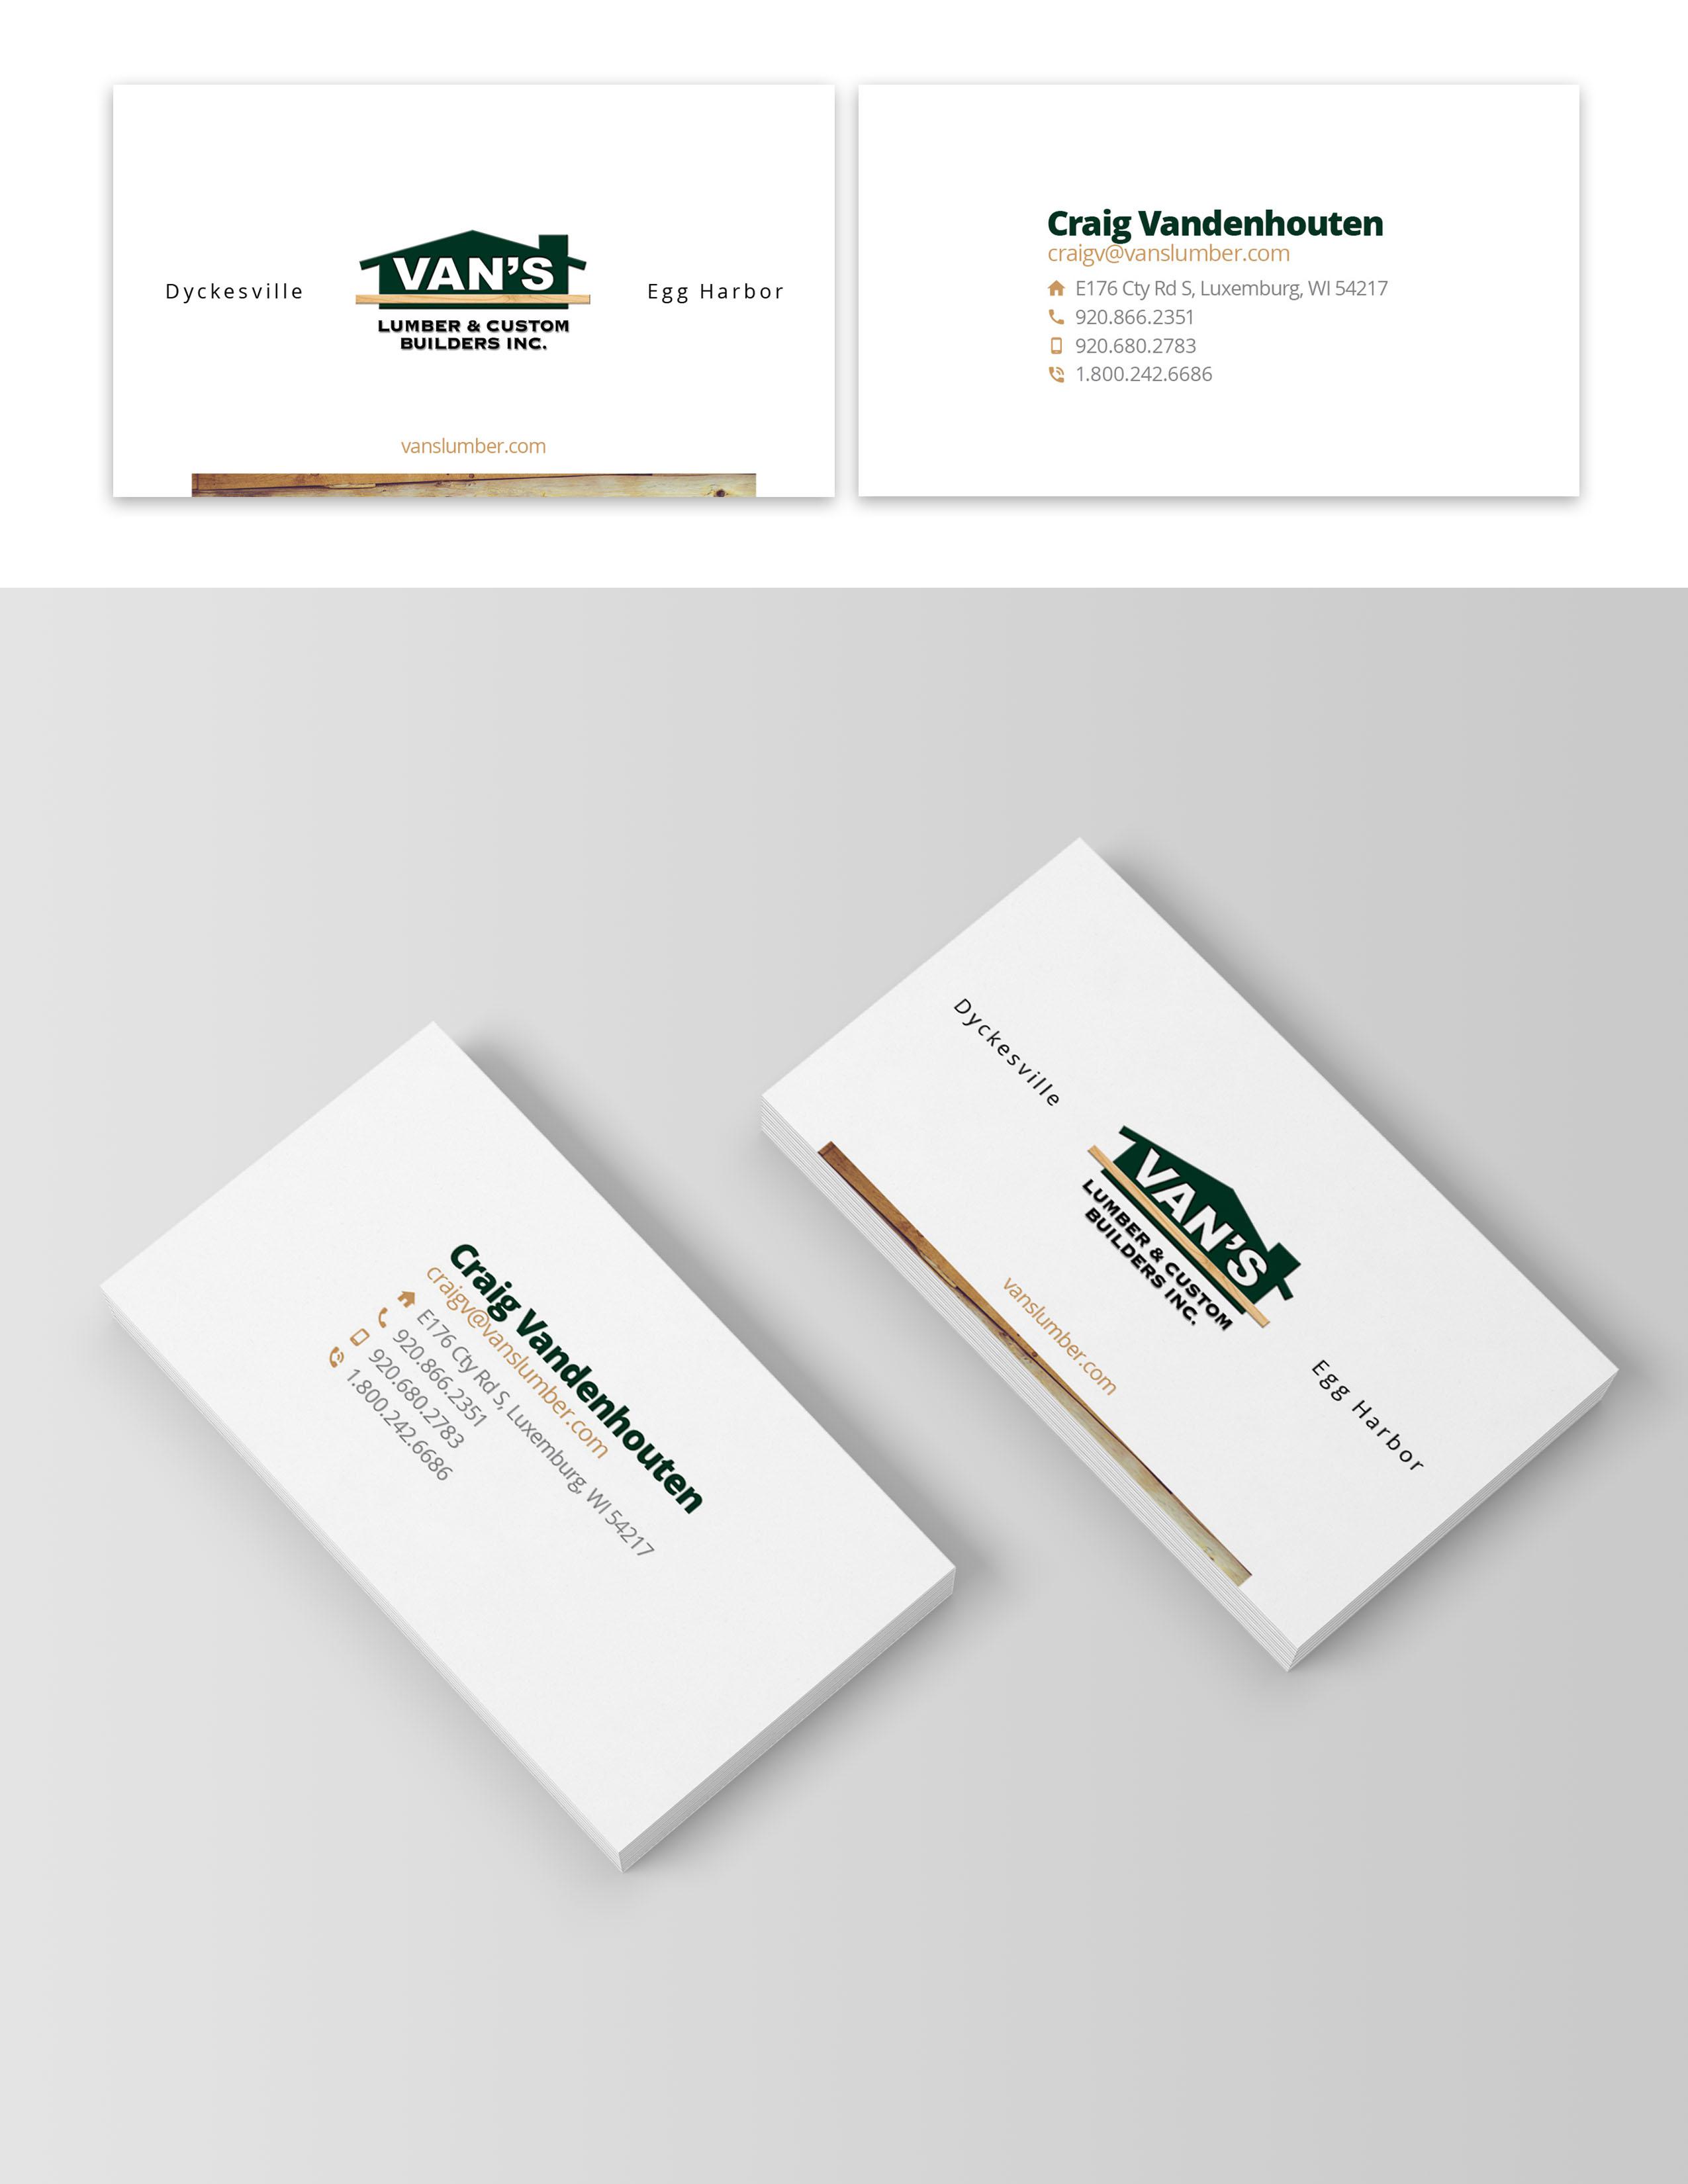 Dyckesville
VAN'S
LUMBER & CUSTOM
BUILDERS INC.
Egg Harbor
vanslumber.com
Craig Vandenhouten
craigv@vanslumber.com
E176 Cty Rd S, Luxemburg, WI 54217
920.866.2351
920.680.2783
1.800.242.6686
Dyckesville
VAN'S
LUMBER & CUSTOM
BUILDERS INC.
Egg Harbor
vanslumber.com
Craig Vandenhouten
craigv@vanslumber.com
E176 Cty Rd S, Luxemburg, WI 54217
920.866.2351
920.680.2783
1.800.242.6686